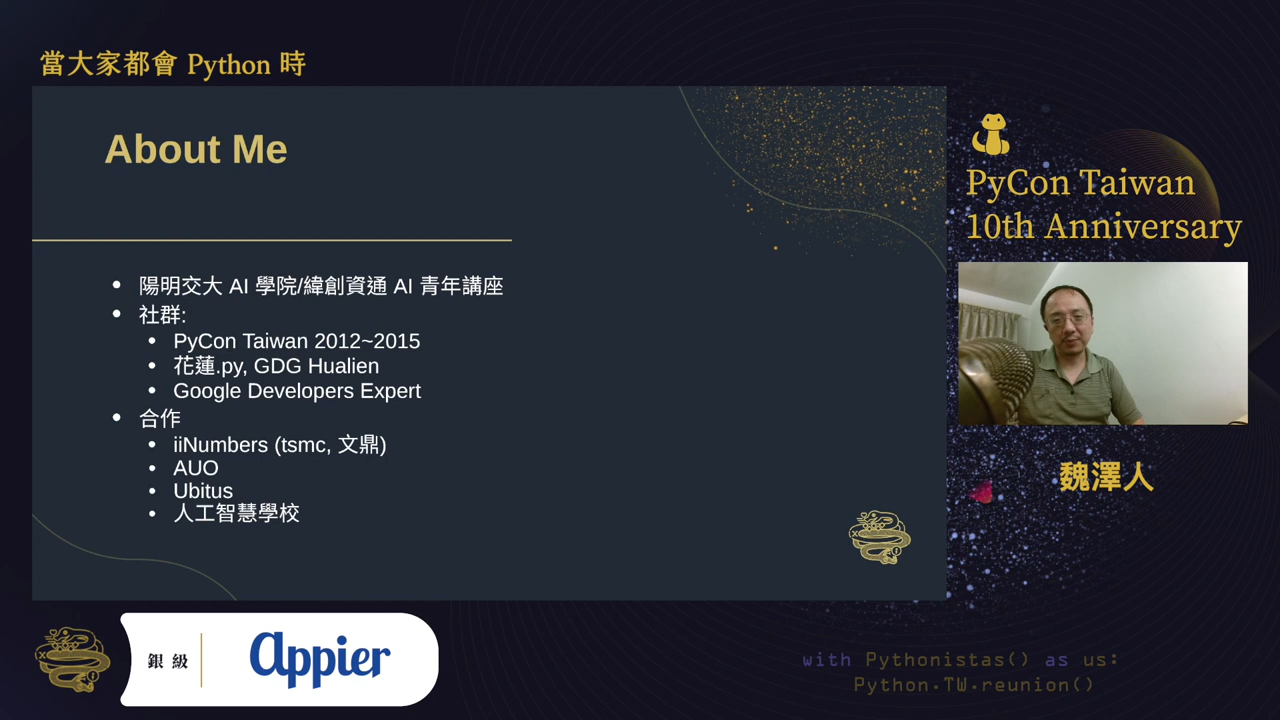 當大家都會 Python 時
About Me
陽明交大 AI 學院/緯創資通 AI 青年講座
社群:
PyCon Taiwan 2012~2015
花蓮.py, GDG Hualien
Google Developers Expert
合作
iiNumbers (tsmc, 文鼎)
AUO
Ubitus
人工智慧學校
PyCon Taiwan
10th Anniversary
魏澤人
銀級
Appier
with Pythonistas() as us:
Python.TW.reunion()